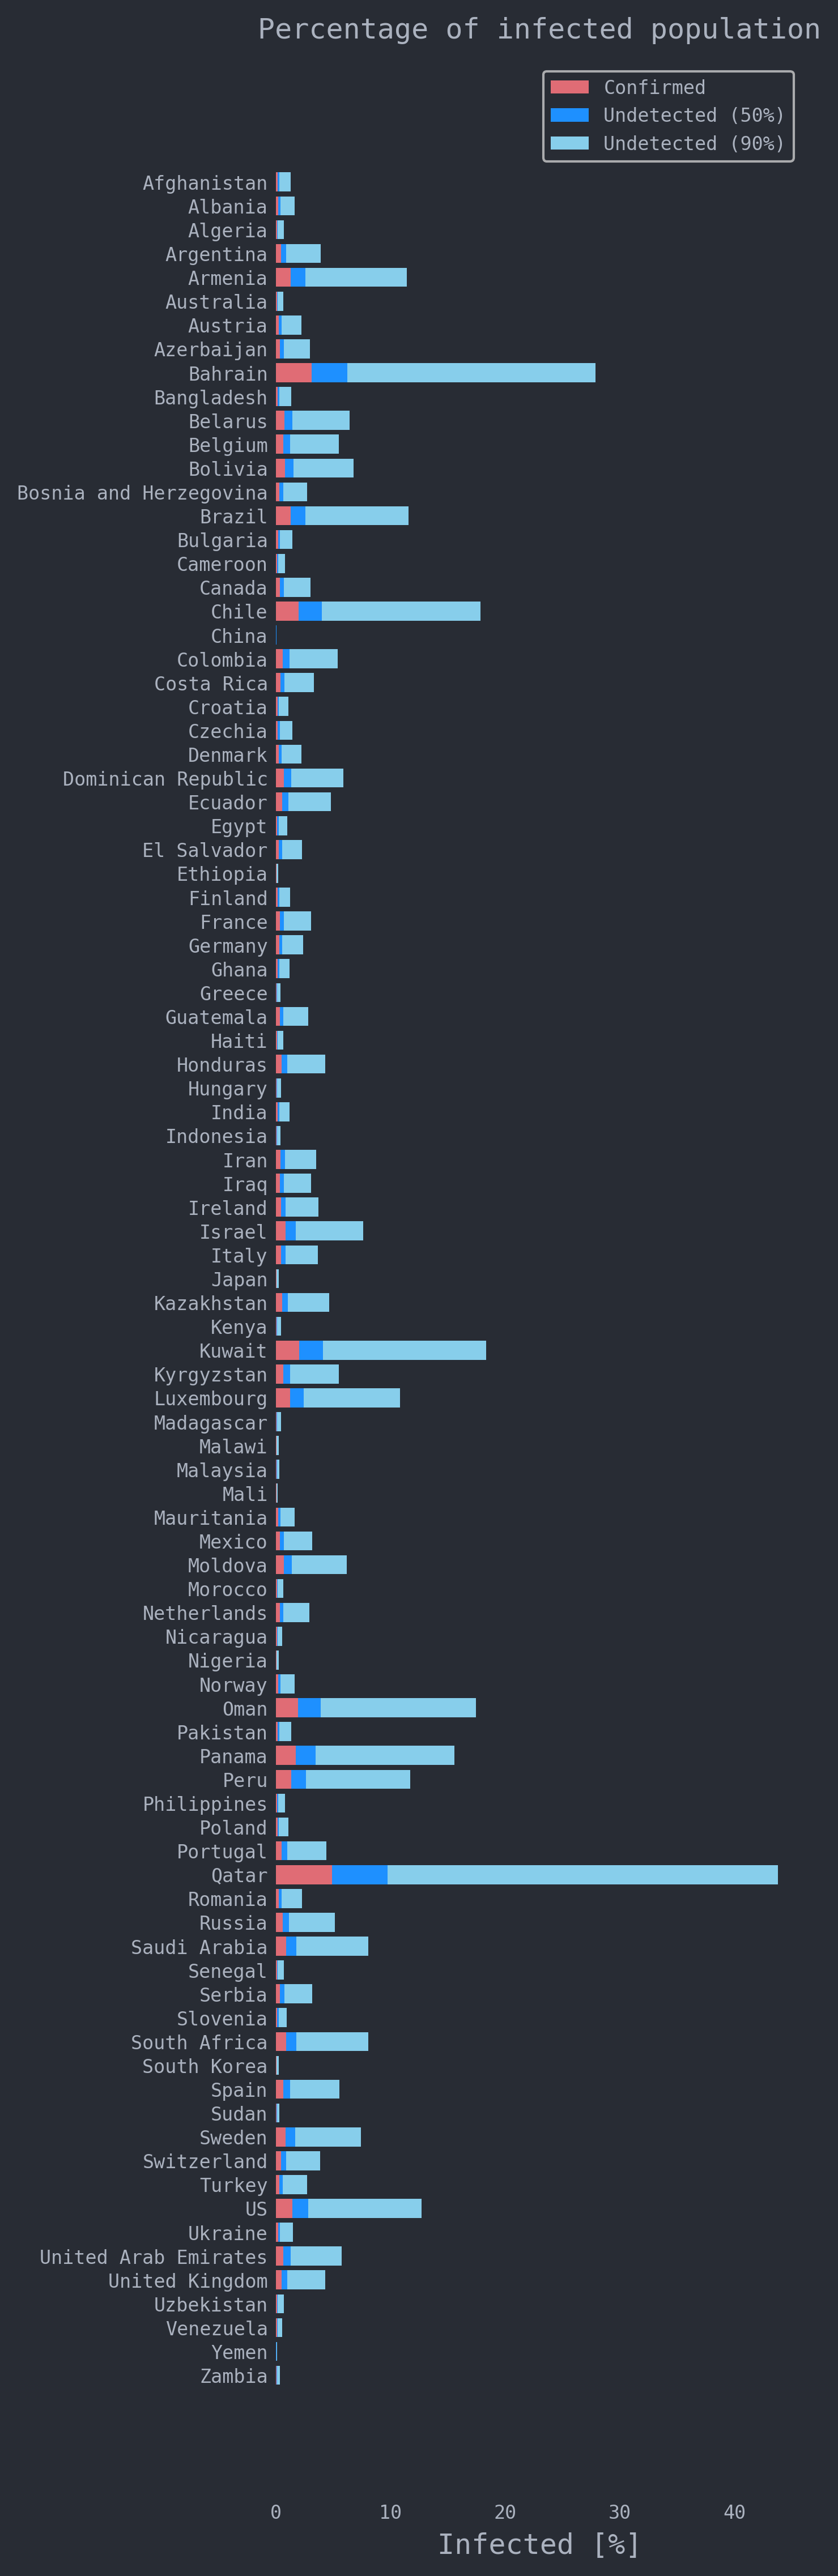 Percentage of infected population
Confirmed
Undetected (50%)
Undetected (90%)
Afghanistan
Albania
Algeria
Argentina
Armenia
Australia
Austria
Azerbaijan
Bahrain
Bangladesh
Belarus
Belgium
Bolivia
Bosnia and Herzegovina
Brazil
Bulgaria
Cameroon
Canada
Chile
China
Colombia
Costa Rica
Croatia
Czechia
Denmark
Dominican Republic
Ecuador
Egypt
El Salvador
Ethiopia
Finland
France
Germany
Ghana
Greece
Guatemala
Haiti
Honduras
Hungary
India
Indonesia
Iran
Iraq
Ireland
Israel
Italy
Japan
Kazakhstan
Kenya
Kuwait
Kyrgyzstan
Luxembourg
Madagascar
Malawi
Malaysia
Mali
Mauritania
Mexico
Moldova
Morocco
Netherlands
Nicaragua
Nigeria
Norway
Oman
Pakistan
Panama
Peru
Philippines
Poland
Portugal
Qatar
Romania
Russia
Saudi Arabia
Senegal
Serbia
Slovenia
South Africa
South Korea
Spain
Sudan
Sweden
Switzerland
Turkey
US
Ukraine
United Arab Emirates
United Kingdom
Uzbekistan
Venezuela
Yemen
Zambia
0 10 20 30 40
Infected [%]